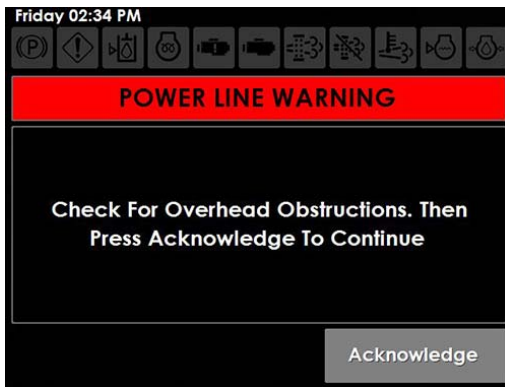 Friday 02:34 PM
POWER LINE WARNING
Check For Overhead Obstructions. Then
Press Acknowledge To Continue
Acknowledge